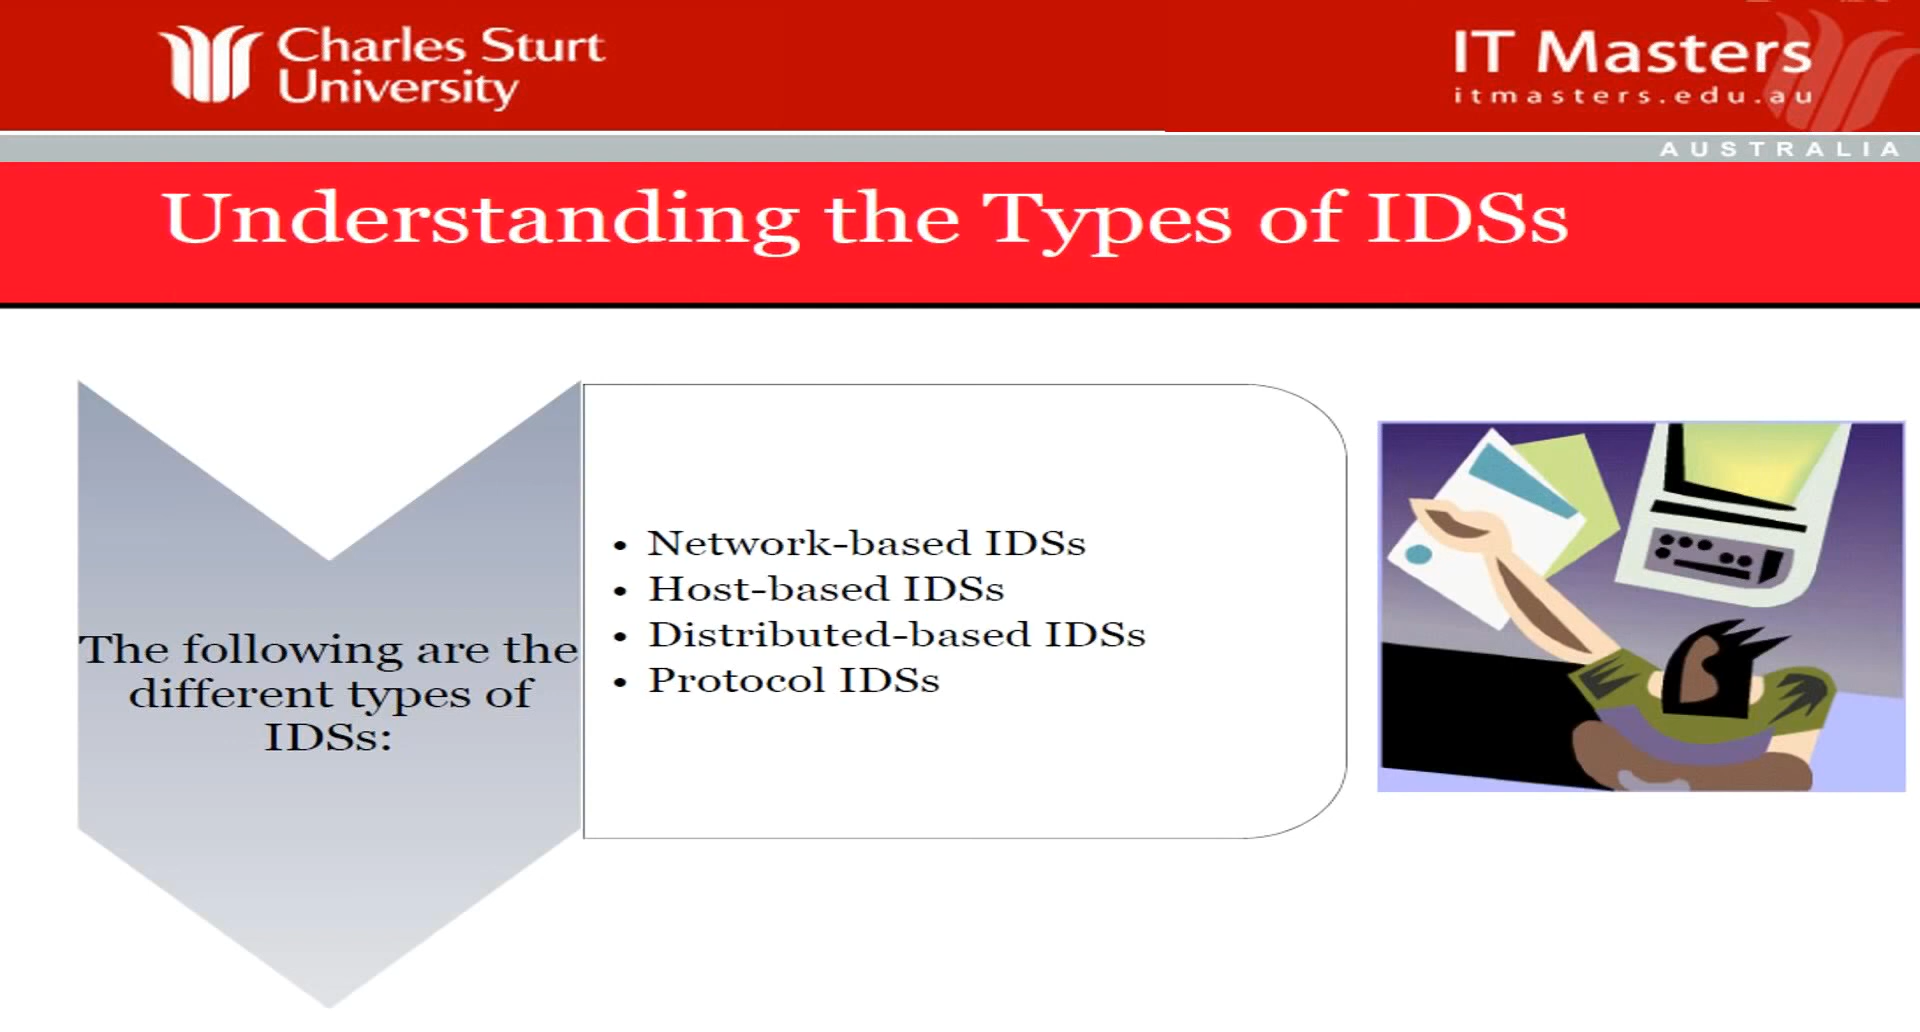 Charles Sturt
University
IT Masters
itmasters.edu.au
AUSTRALIA
Understanding the Types of IDSs
The following are the
different types of
IDSs:
• Network-based IDSs
• Host-based IDSs
• Distributed-based IDSs
• Protocol IDSs